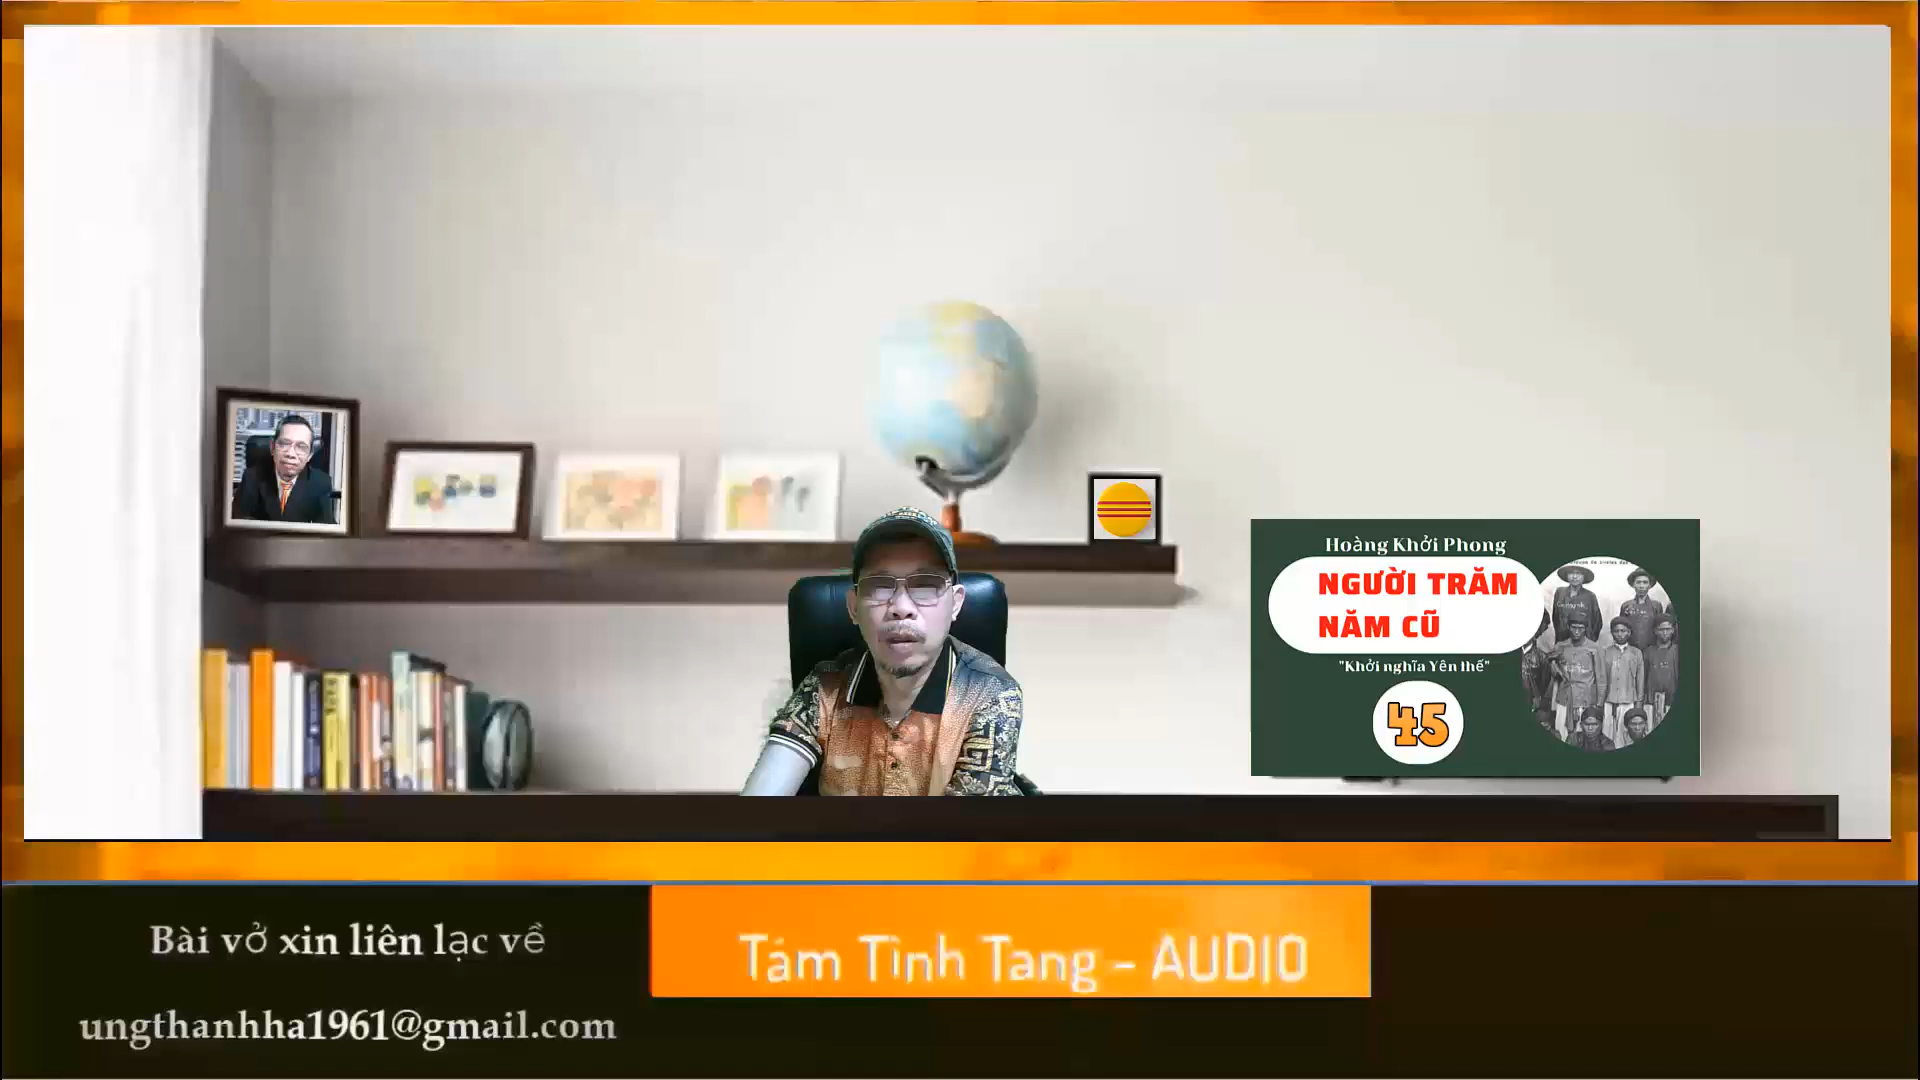 Hoàng Khởi Phong
NGƯỜI TRĂM
NĂM CŨ
"Khởi nghĩa Yên thế"
45
Bài vở xin liên lạc về
ungthanhha1961@gmail.com
Tám Tình Tang - AUDIO